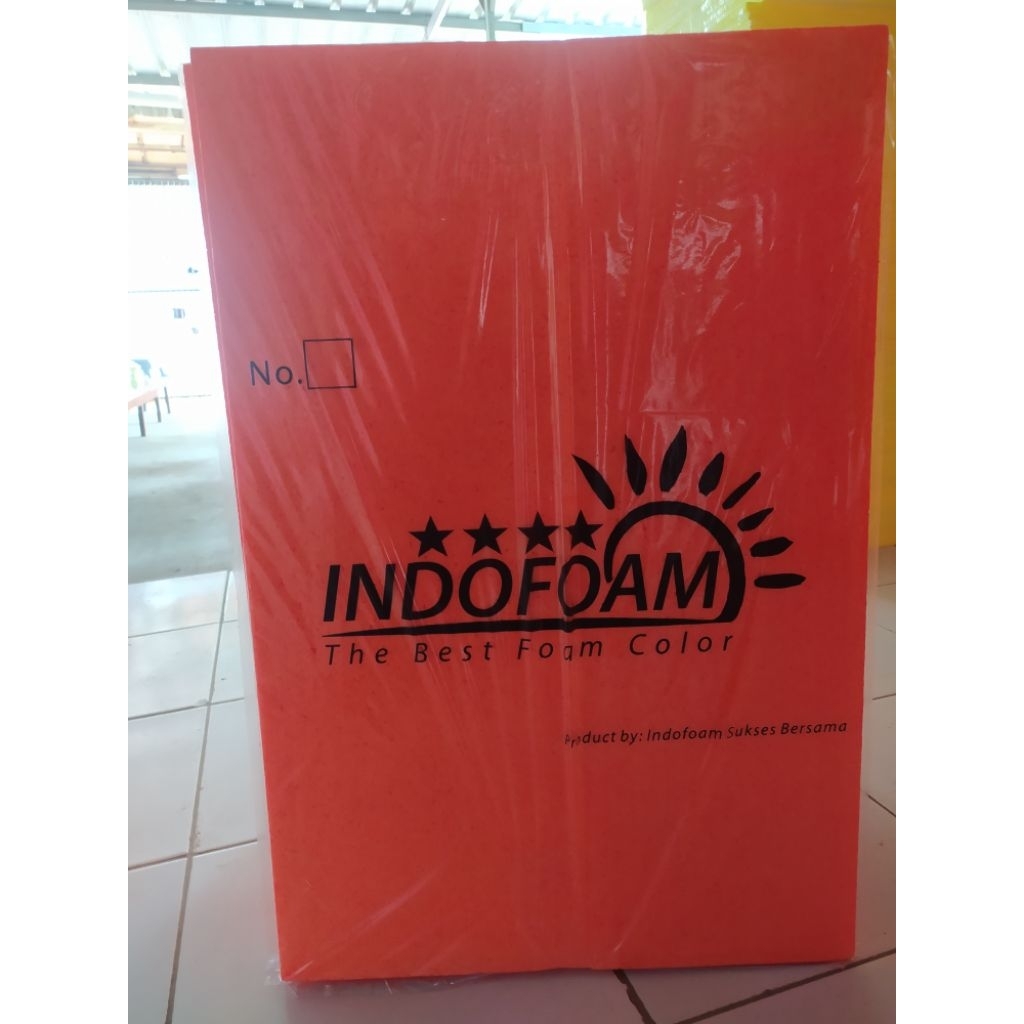 No.
INDOFOAM
The Best Foam Color
Product by: Indofoam Sukses Bersama